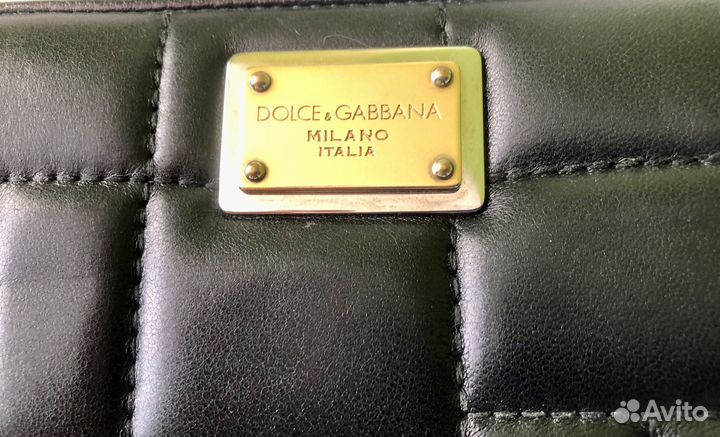 DOLCE & GABBANA
MILANO
ITALIA
Avito